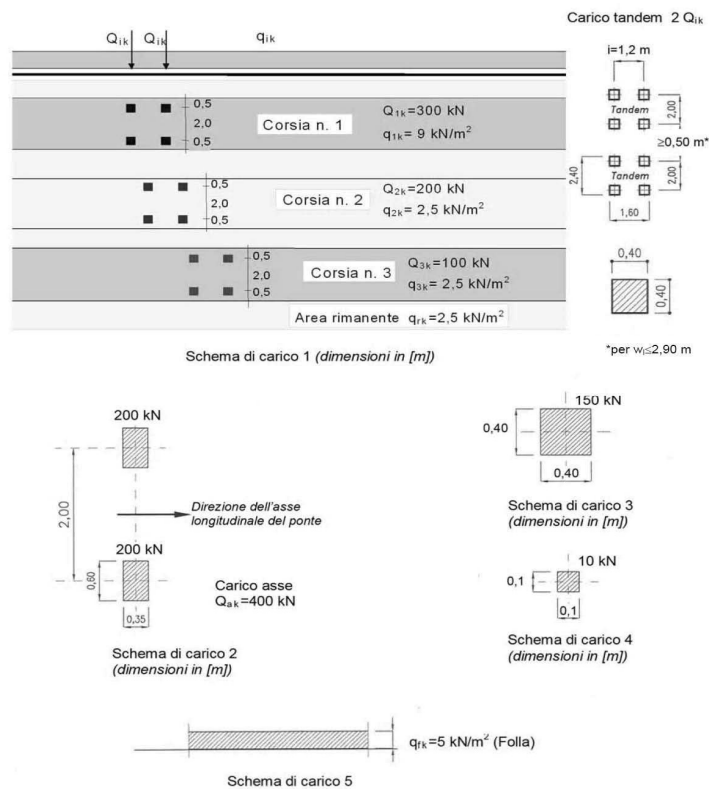 Carico tandem 2 Qik
Qik Qik qik
i=1,2 m
0,5
2,0
0,5
Corsia n. 1
Q1k=300 kN
q1k= 9 kN/m2
Tandem
2,00
≥0,50 m*
0,5
2,0
0,5
Corsia n. 2
Q2k=200 kN
q2k= 2,5 kN/m2
2,40
Tandem
2,00
1,60
0,5
2,0
0,5
Corsia n. 3
Q3k=100 kN
q3k= 2,5 kN/m2
0,40
0,40
Area rimanente qrk=2,5 kN/m2
Schema di carico 1 (dimensioni in [m])
*per wl≤2,90 m
200 kN
2,00
Direzione dell'asse
longitudinale del ponte
200 kN
0,60
0,35
Carico asse
Qak=400 kN
Schema di carico 2
(dimensioni in [m])
150 kN
0,40
0,40
Schema di carico 3
(dimensioni in [m])
10 kN
0,1
0,1
Schema di carico 4
(dimensioni in [m])
qfk=5 kN/m2 (Folla)
Schema di carico 5